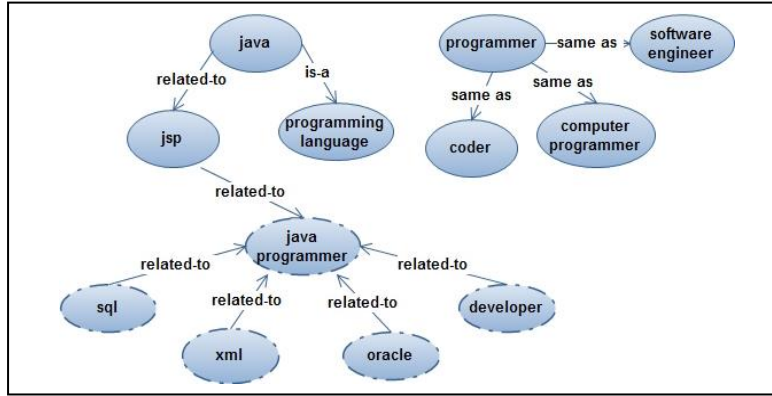 java
programmer
same as
software
engineer
related-to
is-a
same as
same as
jsp
programming
language
coder
computer
programmer
related-to
java
programmer
related-to
related-to
related-to
related-to
sql
xml
oracle
developer